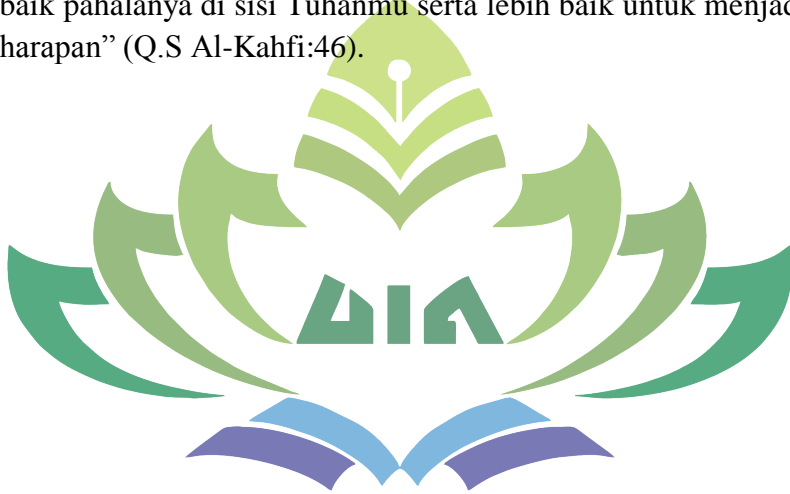 baik pahalanya di sisi Tuhanmu serta lebih baik untuk menjad
harapan” (Q.S Al-Kahfi:46).
UIN